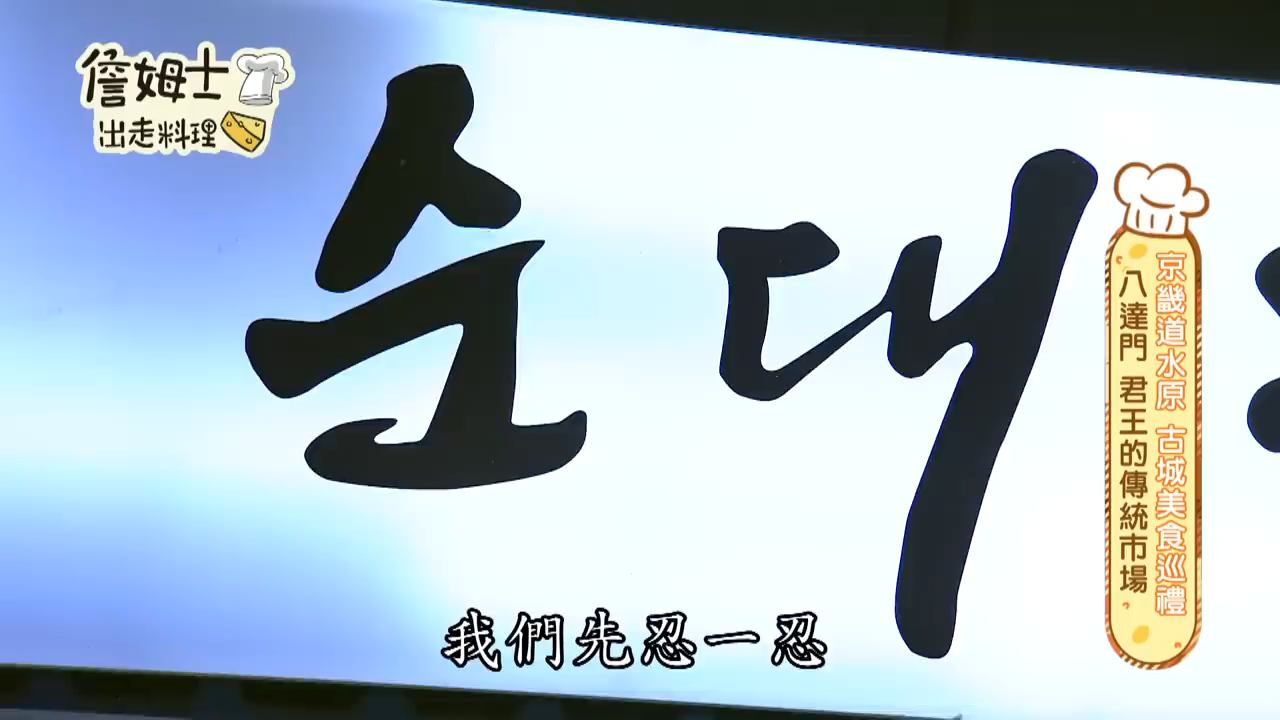 詹姆士
出走料理
순대
京畿道水原 古城美食巡禮
八達門 君王的傳統市場
我們先忍一忍